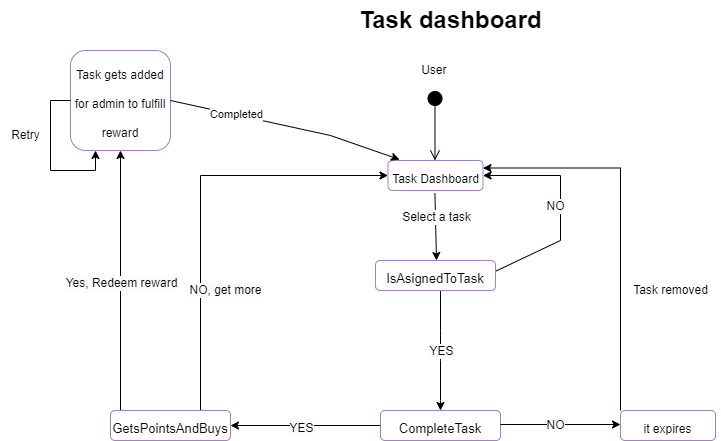 Task dashboard
User
Task gets added
for admin to fulfill
reward
Completed
Retry
Task Dashboard
NO
Select a task
IsAsignedToTask
Yes, Redeem reward
NO, get more
Task removed
YES
GetsPointsAndBuys
YES
CompleteTask
NO
it expires